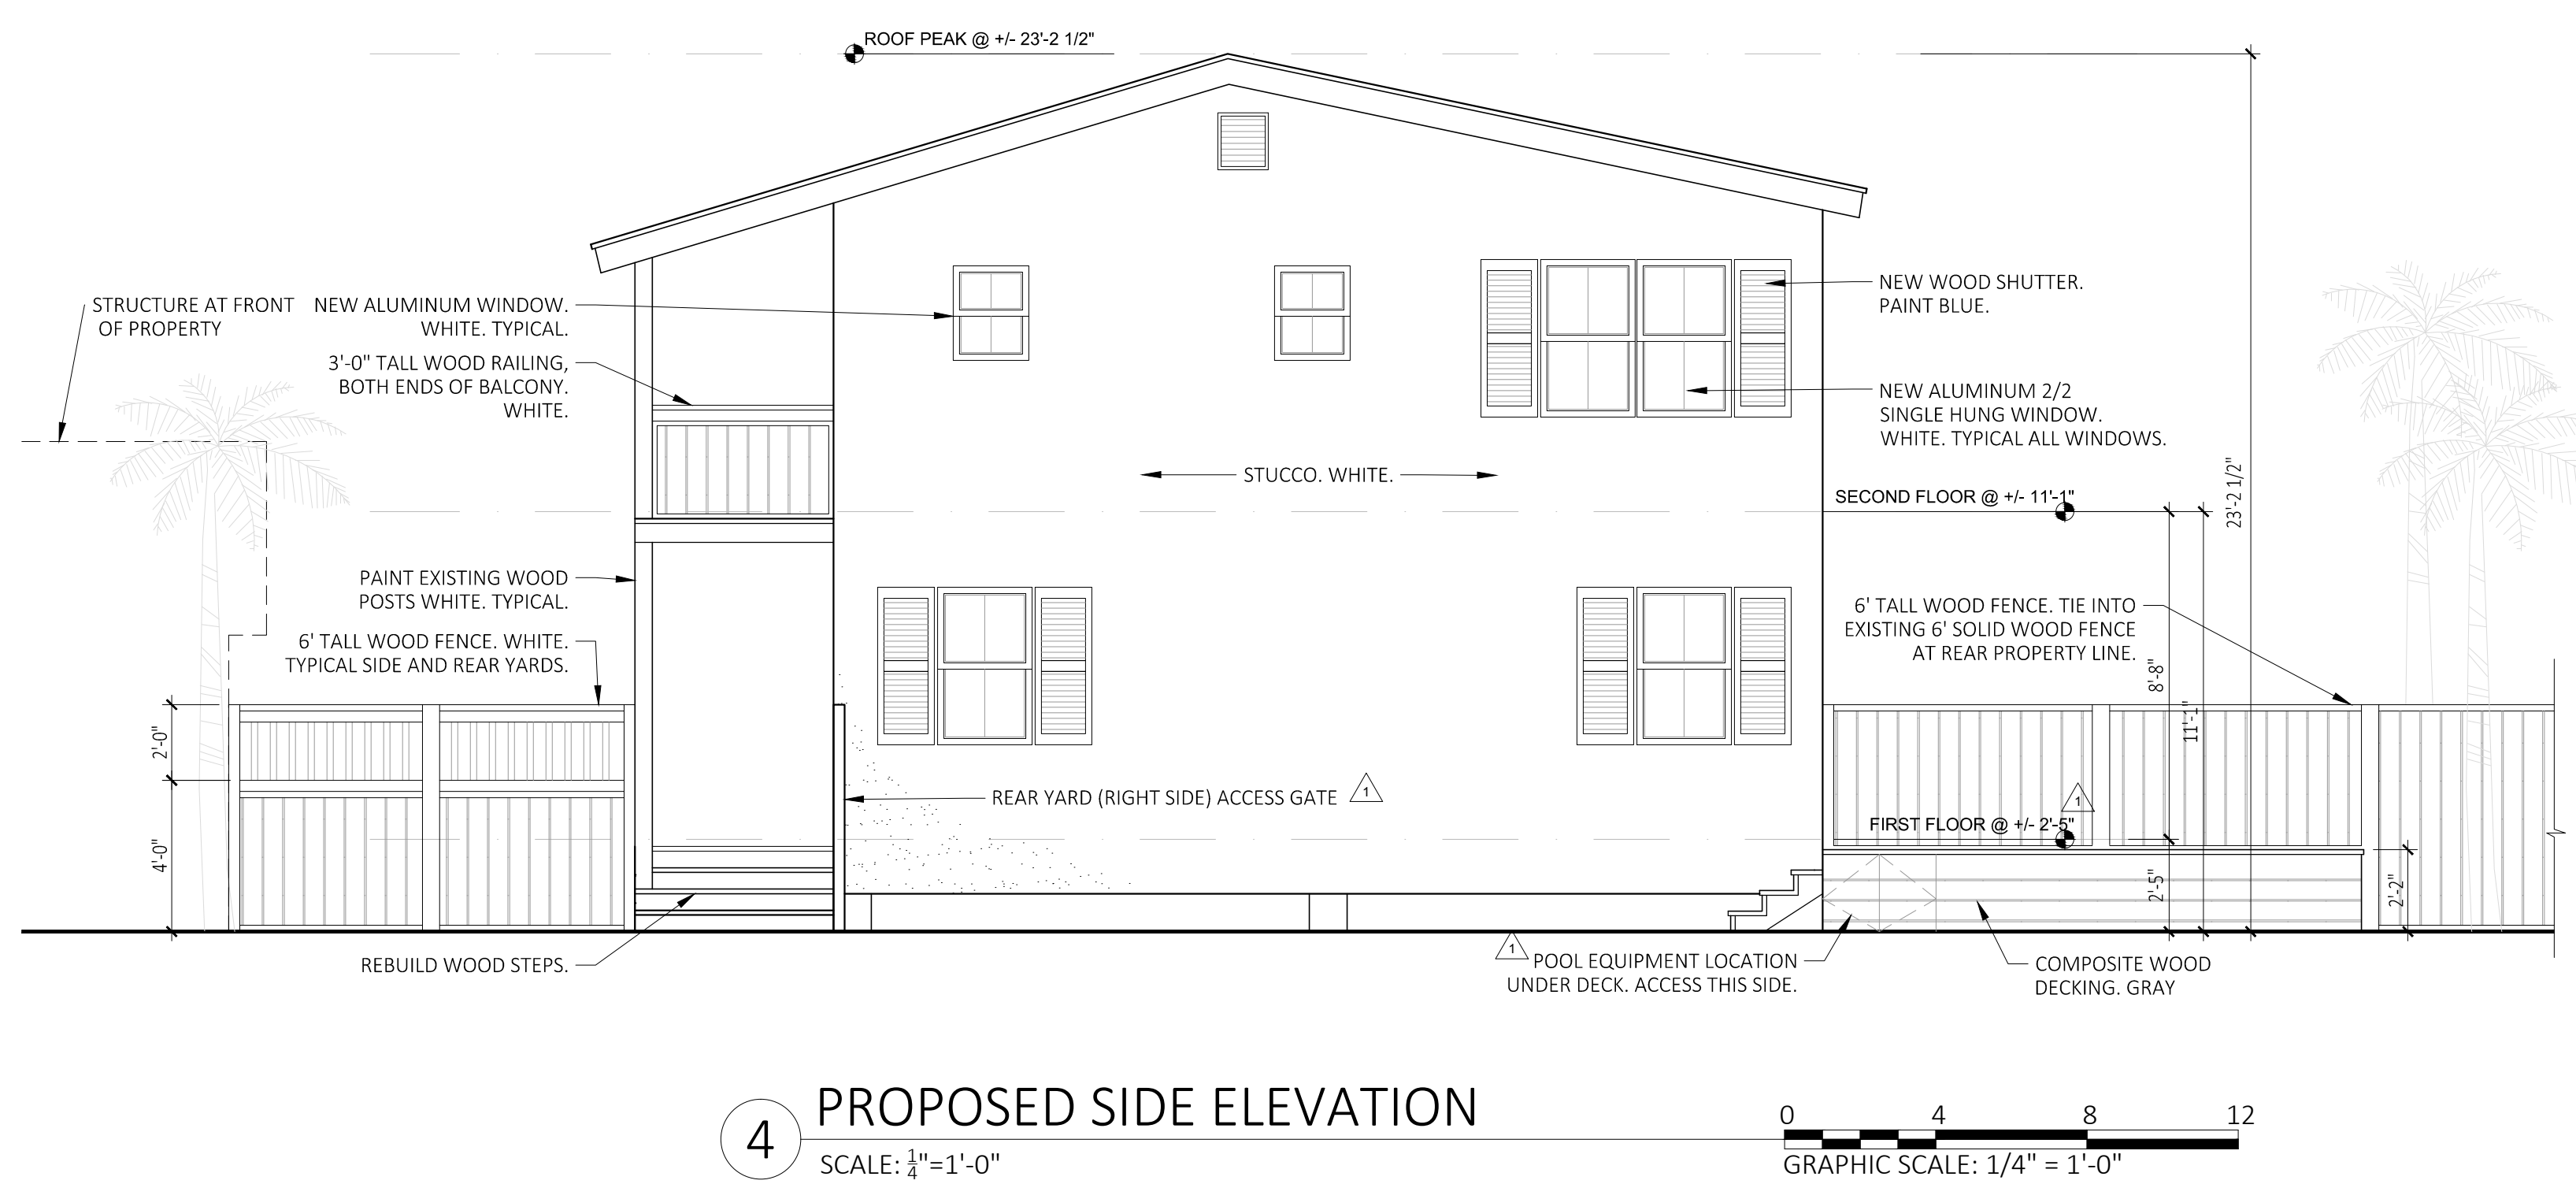 ROOF PEAK @ +/- 23'-2 1/2"
STRUCTURE AT FRONT
OF PROPERTY
NEW ALUMINUM WINDOW.
WHITE. TYPICAL.
3'-0" TALL WOOD RAILING,
BOTH ENDS OF BALCONY.
WHITE.
NEW WOOD SHUTTER.
PAINT BLUE.
NEW ALUMINUM 2/2
SINGLE HUNG WINDOW.
WHITE. TYPICAL ALL WINDOWS.
STUCCO. WHITE.
SECOND FLOOR @ +/- 11'-1"
23'-2 1/2"
PAINT EXISTING WOOD
POSTS WHITE. TYPICAL.
6' TALL WOOD FENCE. WHITE.
TYPICAL SIDE AND REAR YARDS.
6' TALL WOOD FENCE. TIE INTO
EXISTING 6' SOLID WOOD FENCE
AT REAR PROPERTY LINE.
8'-8"
11'-1"
2'-0"
4'-0"
REAR YARD (RIGHT SIDE) ACCESS GATE
1
1
FIRST FLOOR @ +/- 2'-5"
2'-5"
2'-2"
REBUILD WOOD STEPS.
1
POOL EQUIPMENT LOCATION
UNDER DECK. ACCESS THIS SIDE.
COMPOSITE WOOD
DECKING. GRAY
4
PROPOSED SIDE ELEVATION
SCALE: 1/4"=1'-0"
0 4 8 12
GRAPHIC SCALE: 1/4" = 1'-0"